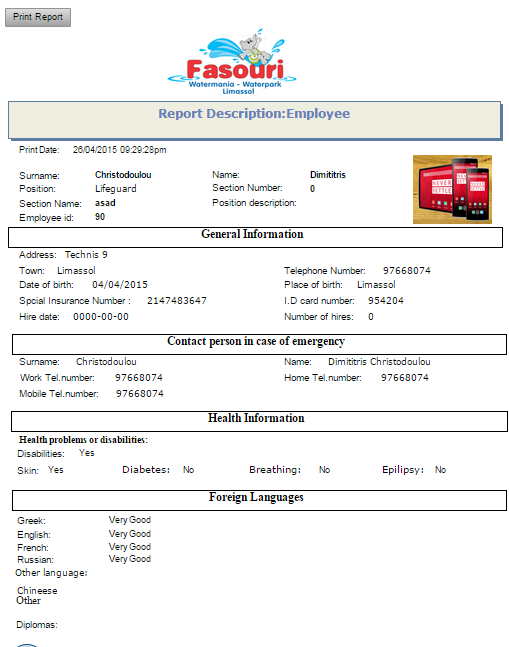 Print Report
Fasouri
Watermania - Waterpark
Limassol
Report Description:Employee
Print Date: 26/04/2015 09:29:28pm
Surname: Christodoulou Name: Dimititris
Position: Lifeguard Section Number: 0
Section Name: asad Position description:
Employee id: 90
NEVER SETTLE
NEVER SETTLE
NEVER SETTLE
General Information
Address: Technis 9
Town: Limassol Telephone Number: 97668074
Date of birth: 04/04/2015 Place of birth: Limassol
Spcial Insurance Number : 2147483647 I.D card number: 954204
Hire date: 0000-00-00 Number of hires: 0
Contact person in case of emergency
Surname: Christodoulou Name: Dimititris Christodoulou
Work Tel.number: 97668074 Home Tel.number: 97668074
Mobile Tel.number: 97668074
Health Information
Health problems or disabilities:
Disabilities: Yes
Skin: Yes Diabetes: No Breathing: No Epilipsy: No
Foreign Languages
Greek: Very Good
English: Very Good
French: Very Good
Russian: Very Good
Other language:
Chineese
Other
Diplomas: